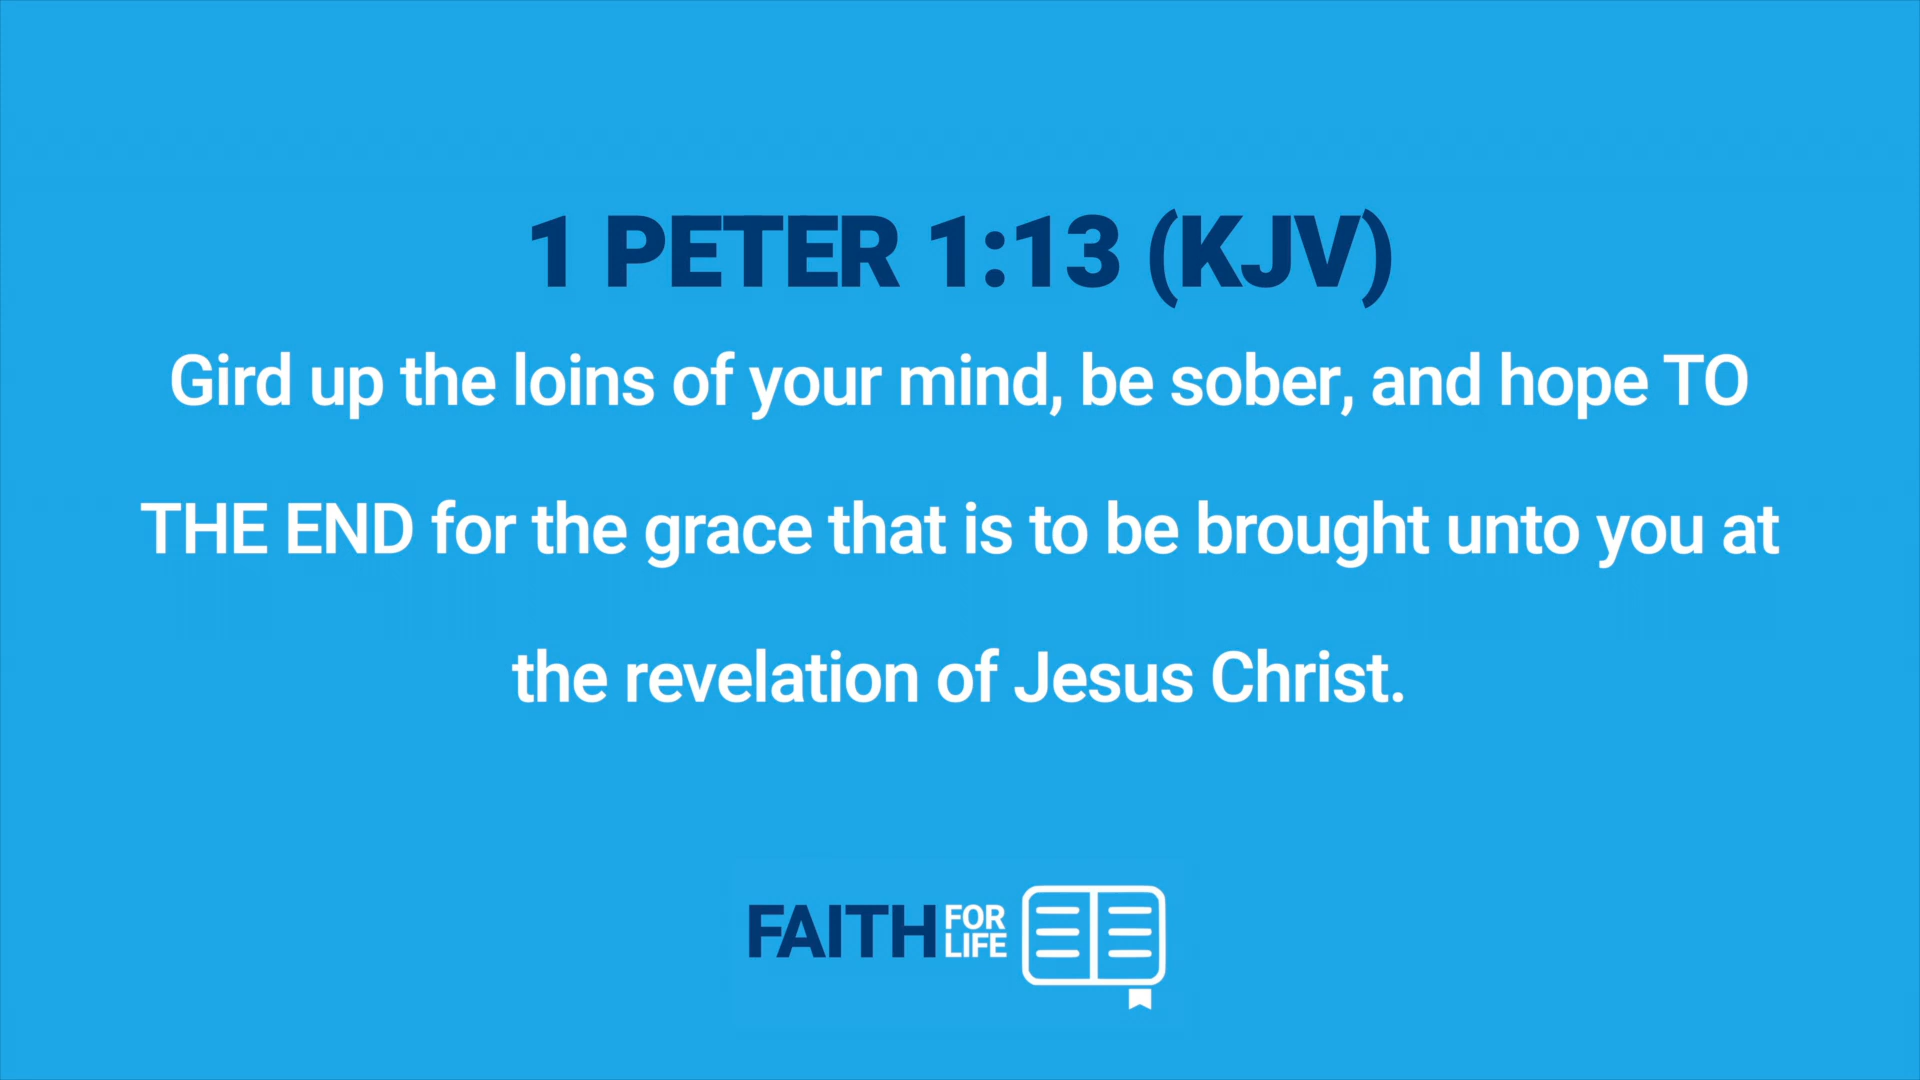 1 PETER 1:13 (KJV)
Gird up the loins of your mind, be sober, and hope TO
THE END for the grace that is to be brought unto you at
the revelation of Jesus Christ.
FAITH FOR
LIFE